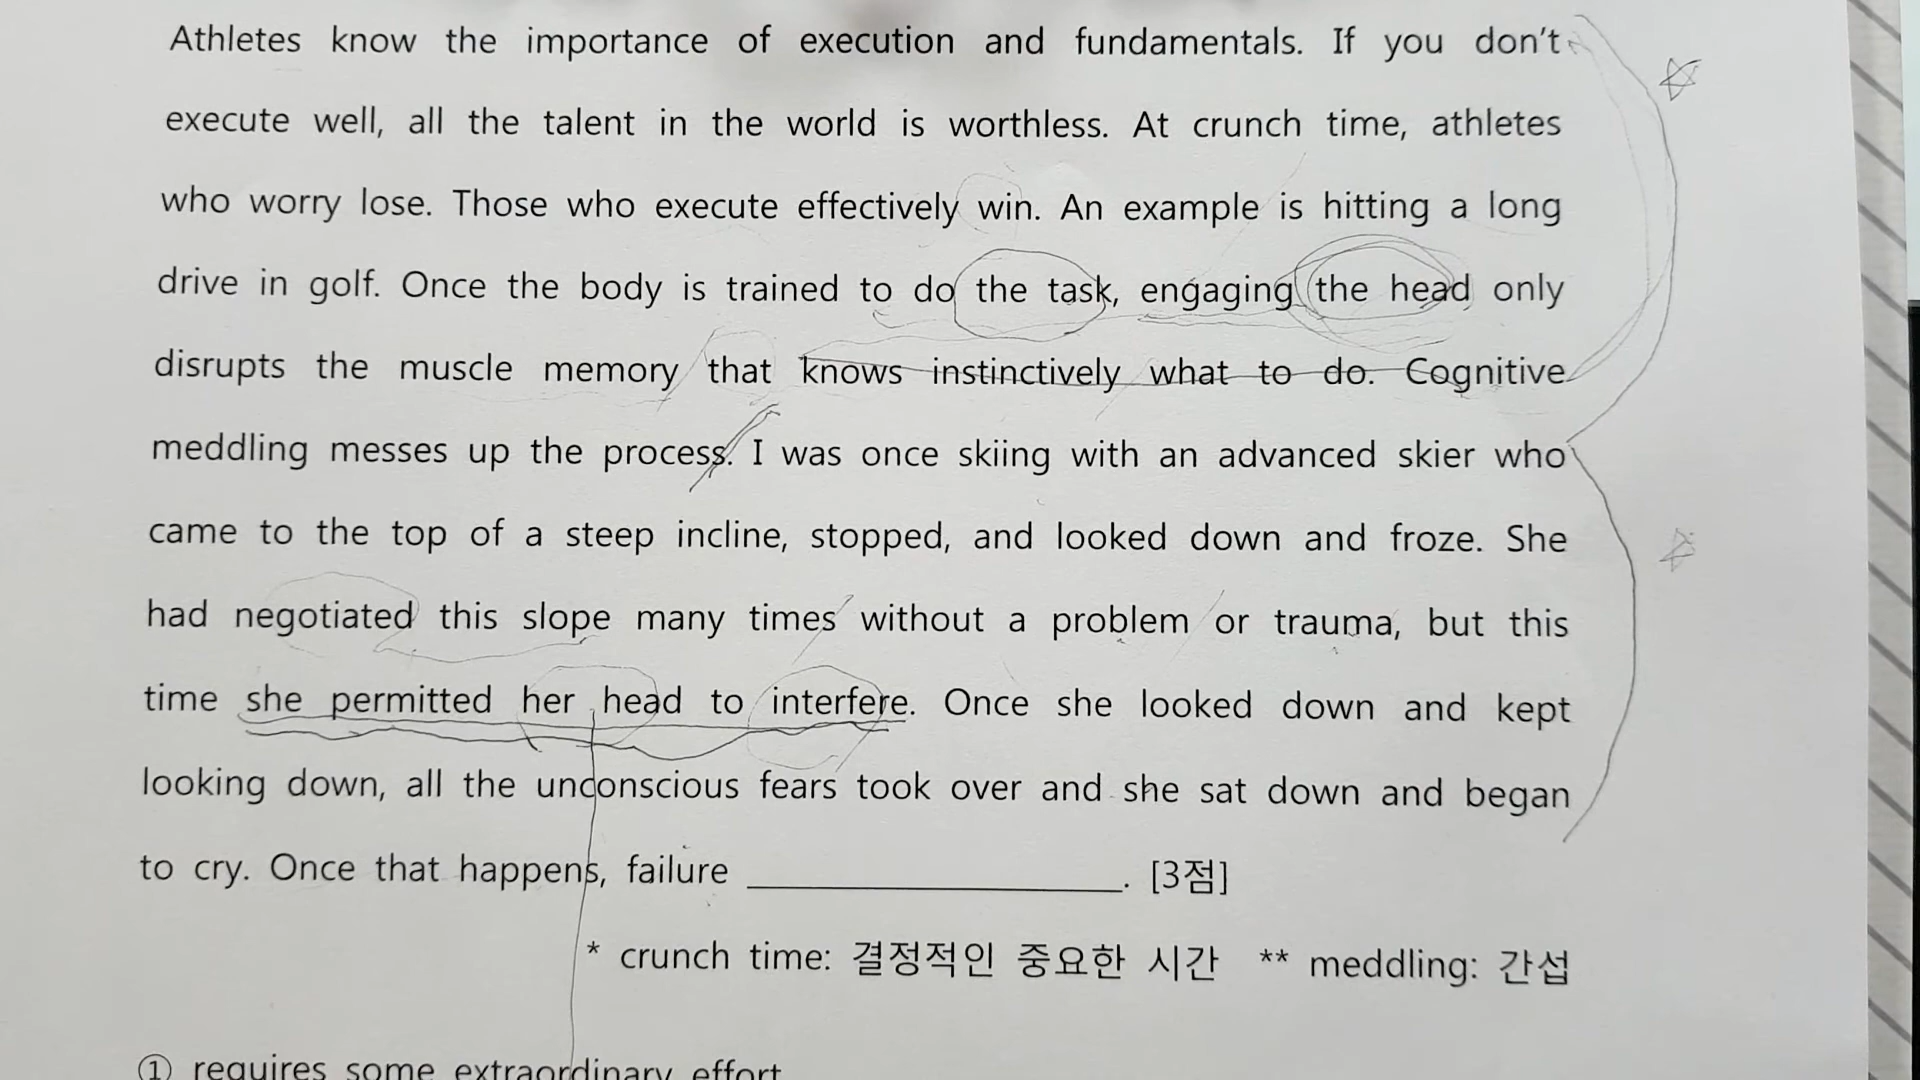 Athletes know the importance of execution and fundamentals. If you don't
execute well, all the talent in the world is worthless. At crunch time, athletes
who worry lose. Those who execute effectively win. An example is hitting a long
drive in golf. Once the body is trained to do the task, engaging the head only
disrupts the muscle memory that knows instinctively what to do. Cognitive
meddling messes up the process. I was once skiing with an advanced skier who
came to the top of a steep incline, stopped, and looked down and froze. She
had negotiated this slope many times without a problem or trauma, but this
time she permitted her head to interfere. Once she looked down and kept
looking down, all the unconscious fears took over and she sat down and began
to cry. Once that happens, failure ____________________. [3점]
* crunch time: 결정적인 중요한 시간 ** meddling: 간섭
① requires some extraordinary effort